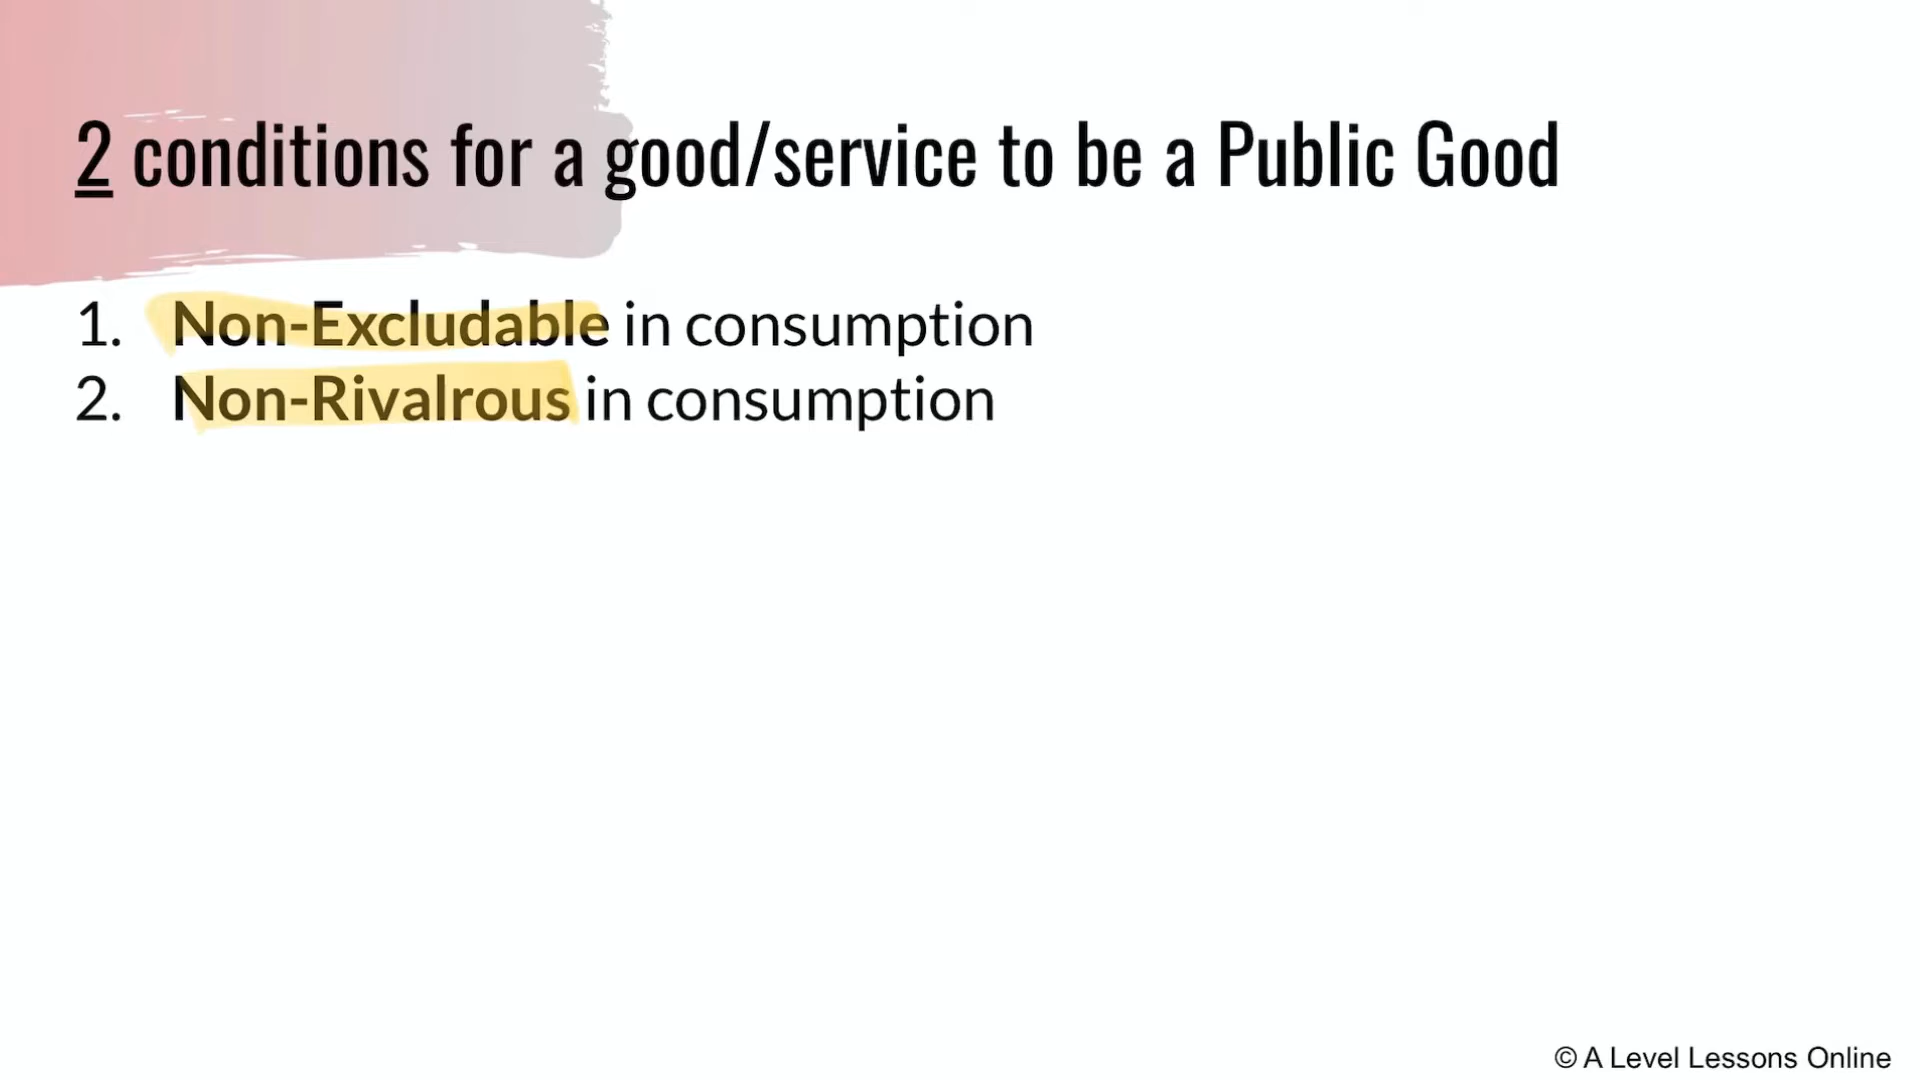 2 conditions for a good/service to be a Public Good
1. Non-Excludable in consumption
2. Non-Rivalrous in consumption
© A Level Lessons Online